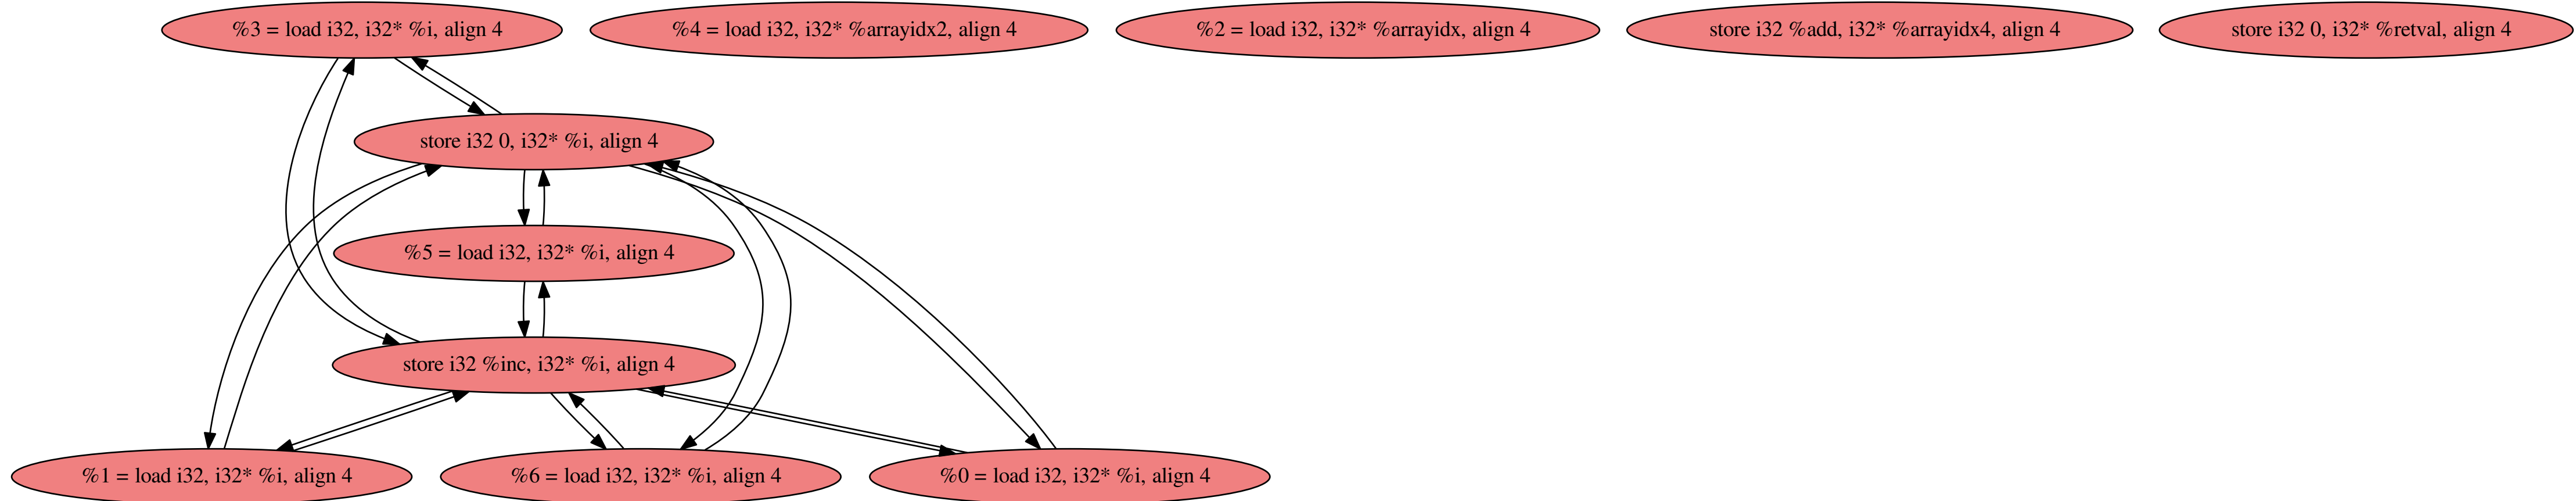 %3 = load i32, i32* %i, align 4
%4 = load i32, i32* %arrayidx2, align 4
%2 = load i32, i32* %arrayidx, align 4
store i32 %add, i32* %arrayidx4, align 4
store i32 0, i32* %retval, align 4
store i32 0, i32* %i, align 4
%5 = load i32, i32* %i, align 4
store i32 %inc, i32* %i, align 4
%1 = load i32, i32* %i, align 4
%6 = load i32, i32* %i, align 4
%0 = load i32, i32* %i, align 4